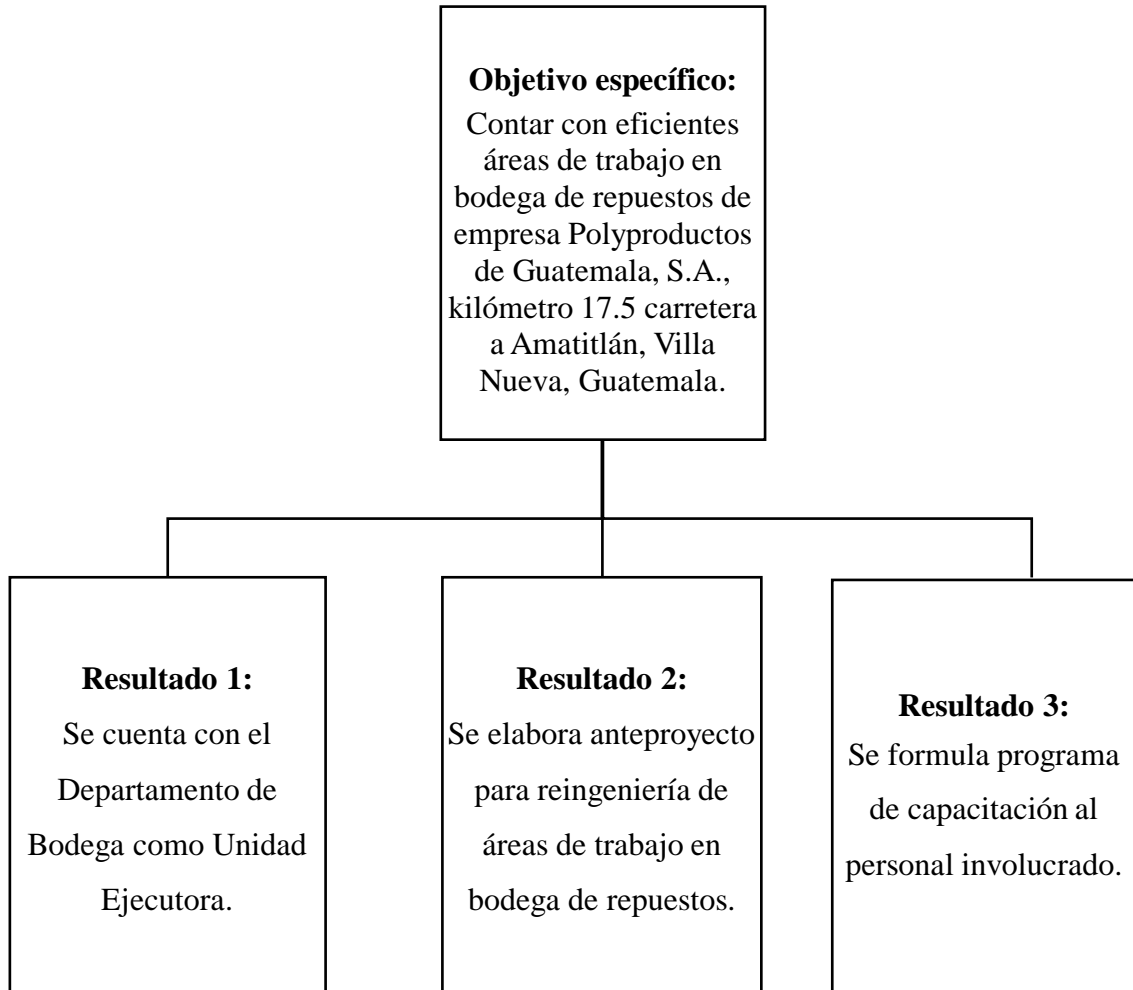 Objetivo específico:
Contar con eficientes
áreas de trabajo en
bodega de repuestos de
empresa Polyproductos
de Guatemala, S.A.,
kilómetro 17.5 carretera
a Amatitlán, Villa
Nueva, Guatemala.
Resultado 1:
Se cuenta con el
Departamento de
Bodega como Unidad
Ejecutora.
Resultado 2:
Se elabora anteproyecto
para reingeniería de
áreas de trabajo en
bodega de repuestos.
Resultado 3:
Se formula programa
de capacitación al
personal involucrado.